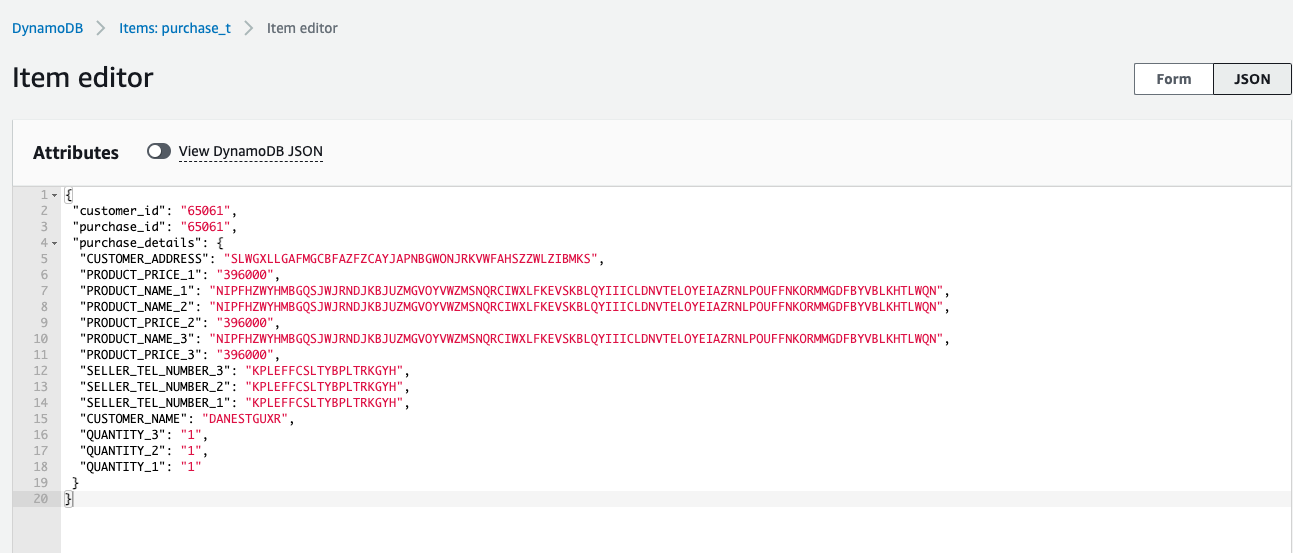 DynamoDB > Items: purchase_t > Item editor
Item editor
Form JSON
Attributes View DynamoDB JSON
1 {
2 "customer_id": "65061",
3 "purchase_id": "65061",
4 "purchase_details": {
5 "CUSTOMER_ADDRESS": "SLWGXLLGAFMGCBFAZFZCAYJAPNBGWONJRKVWFAHSZZWLZIBMKS",
6 "PRODUCT_PRICE_1": "396000",
7 "PRODUCT_NAME_1": "NIPFHZWYHMBGQSJWJRNDJKBJUZMGVOYVWZMSNQRCIWXLFKEVSKBLQYIIICLDNVTELOYEIAZRNLPOUFFNKORMMGDFBYVBLKHTLWQN",
8 "PRODUCT_NAME_2": "NIPFHZWYHMBGQSJWJRNDJKBJUZMGVOYVWZMSNQRCIWXLFKEVSKBLQYIIICLDNVTELOYEIAZRNLPOUFFNKORMMGDFBYVBLKHTLWQN",
9 "PRODUCT_PRICE_2": "396000",
10 "PRODUCT_NAME_3": "NIPFHZWYHMBGQSJWJRNDJKBJUZMGVOYVWZMSNQRCIWXLFKEVSKBLQYIIICLDNVTELOYEIAZRNLPOUFFNKORMMGDFBYVBLKHTLWQN",
11 "PRODUCT_PRICE_3": "396000",
12 "SELLER_TEL_NUMBER_3": "KPLEFFCSLTYBPLTRKGYH",
13 "SELLER_TEL_NUMBER_2": "KPLEFFCSLTYBPLTRKGYH",
14 "SELLER_TEL_NUMBER_1": "KPLEFFCSLTYBPLTRKGYH",
15 "CUSTOMER_NAME": "DANESTGUXR",
16 "QUANTITY_3": "1",
17 "QUANTITY_2": "1",
18 "QUANTITY_1": "1"
19 }
20 }